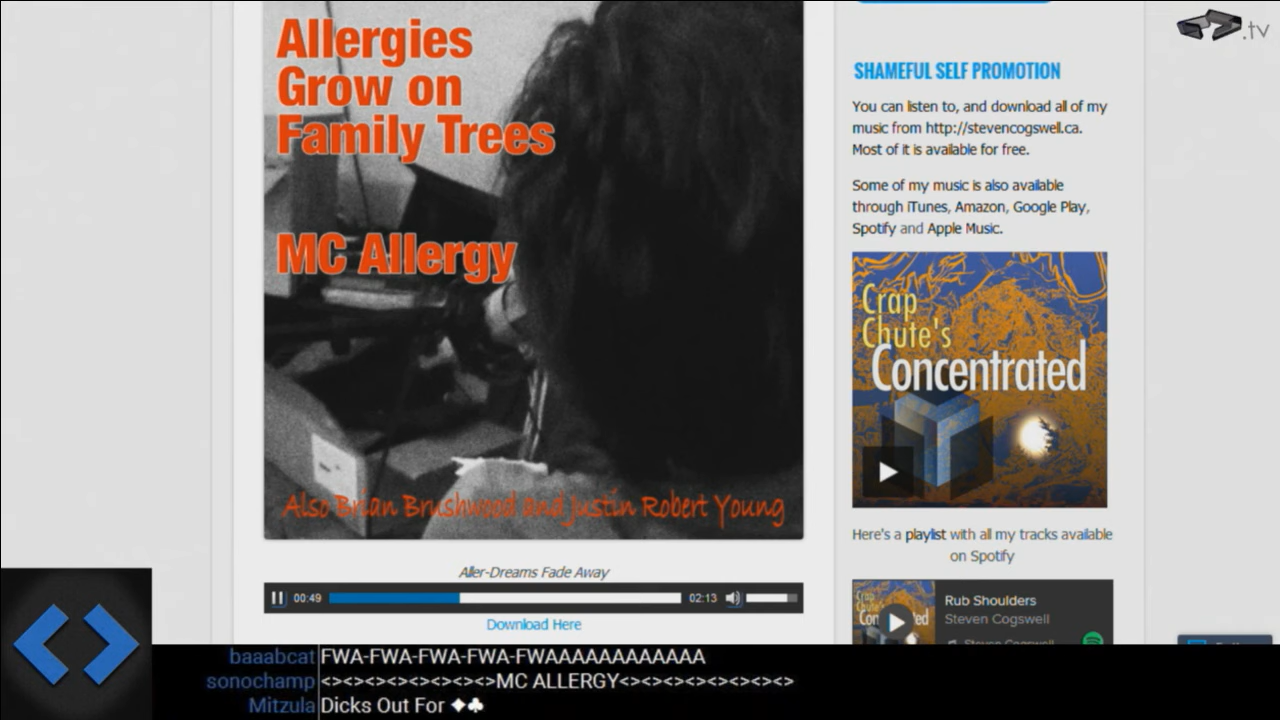 .tv
Allergies
Grow on
Family Trees
MC Allergy
Also Brian Brushwood and Justin Robert Young
Aller-Dreams Fade Away
00:49
02:13
Download Here
SHAMEFUL SELF PROMOTION
You can listen to, and download all of my
music from http://stevencogswell.ca.
Most of it is available for free.
Some of my music is also available
through iTunes, Amazon, Google Play,
Spotify and Apple Music.
Crap
Chute's
Concentrated
Here's a playlist with all my tracks available
on Spotify
Crap
Chute's
Rub Shoulders
Steven Cogswell
Steven Cogswell
baaabcat FWA-FWA-FWA-FWA-FWAAAAAAAAAAAA
sonochamp <><><><><><><><>MC ALLERGY<><><><><><><><>
Mitzula Dicks Out For ♦♣